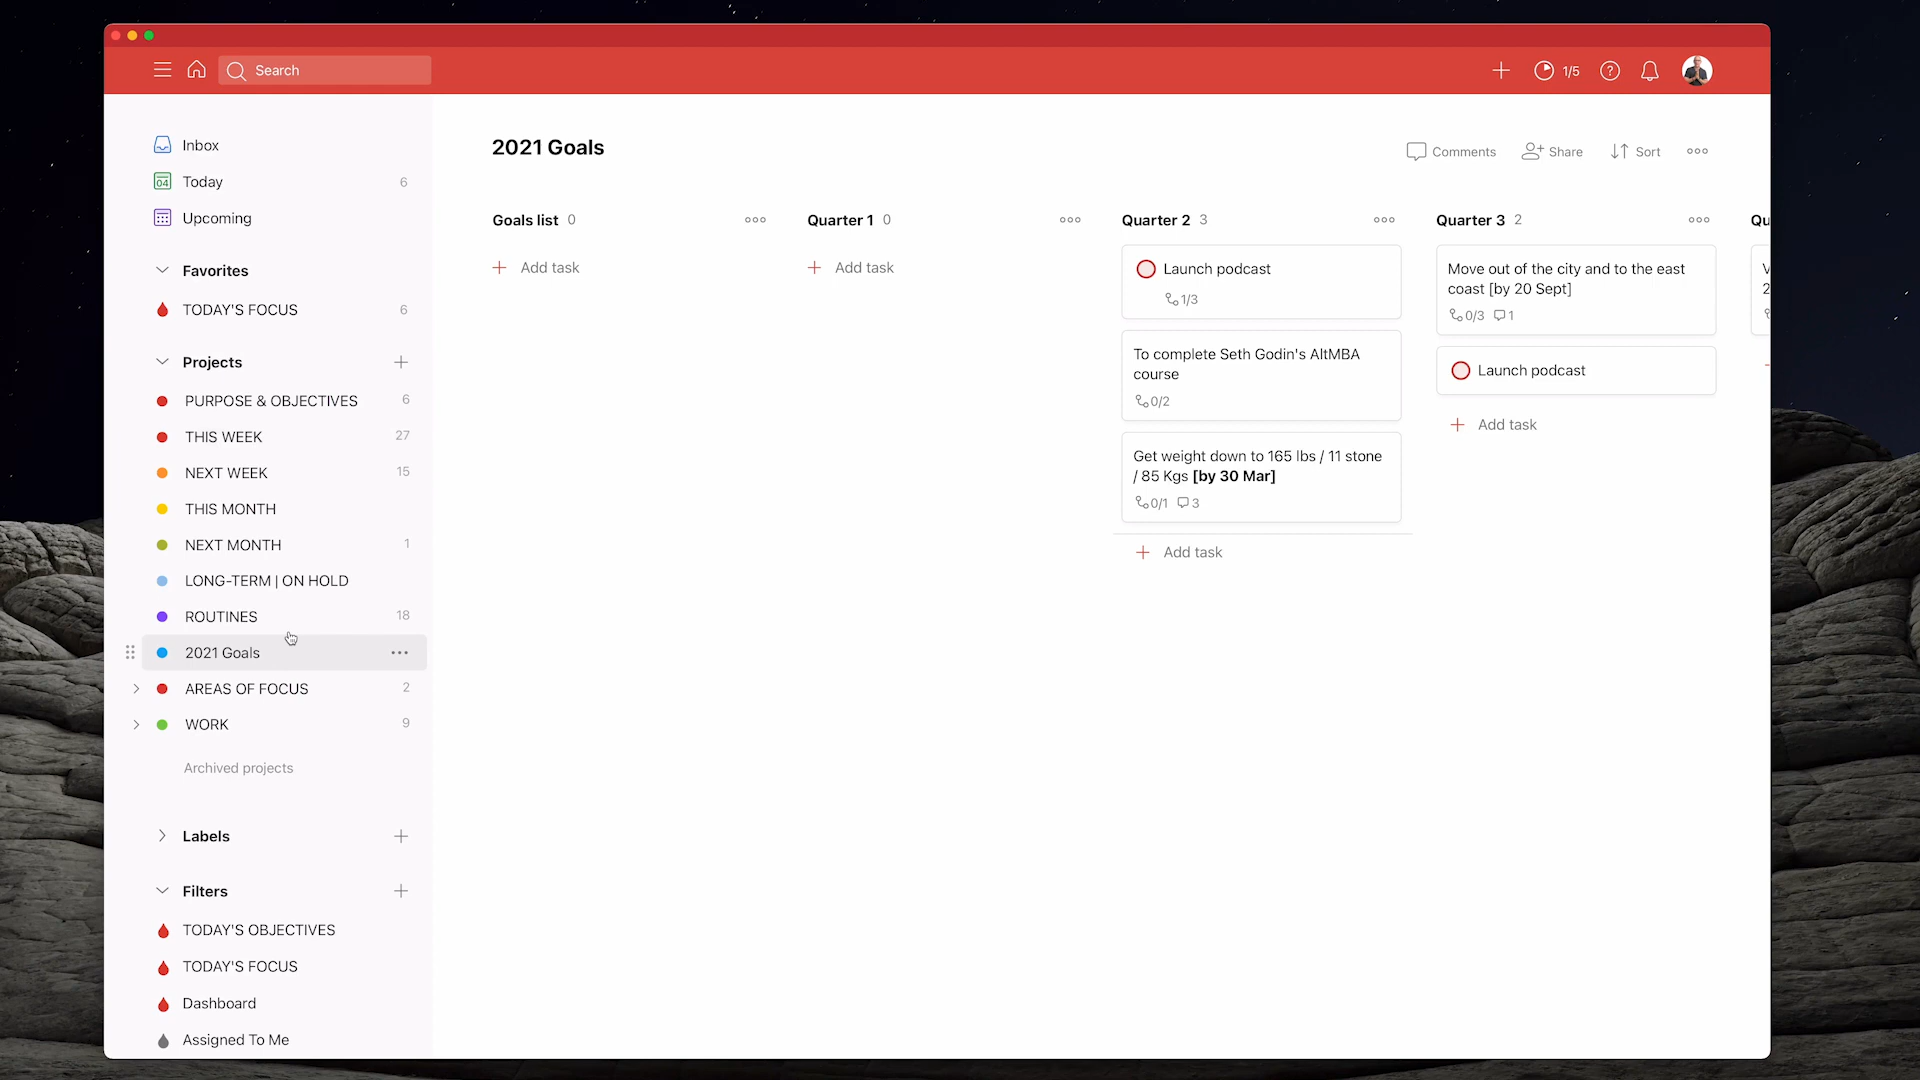 Search
1/5
Inbox
04
Today 6
Upcoming
Favorites
TODAY'S FOCUS 6
Projects
PURPOSE & OBJECTIVES 6
THIS WEEK 27
NEXT WEEK 15
THIS MONTH
NEXT MONTH 1
LONG-TERM | ON HOLD
ROUTINES 18
2021 Goals
AREAS OF FOCUS 2
WORK 9
Archived projects
Labels
Filters
TODAY'S OBJECTIVES
TODAY'S FOCUS
Dashboard
Assigned To Me
2021 Goals
Comments
Share
Sort
Goals list 0
Add task
Quarter 1 0
Add task
Quarter 2 3
Launch podcast
1/3
To complete Seth Godin's AltMBA
course
0/2
Get weight down to 165 lbs / 11 stone
/ 85 Kgs [by 30 Mar]
0/1 3
Add task
Quarter 3 2
Move out of the city and to the east
coast [by 20 Sept]
0/3 1
Launch podcast
Add task
Qu
2